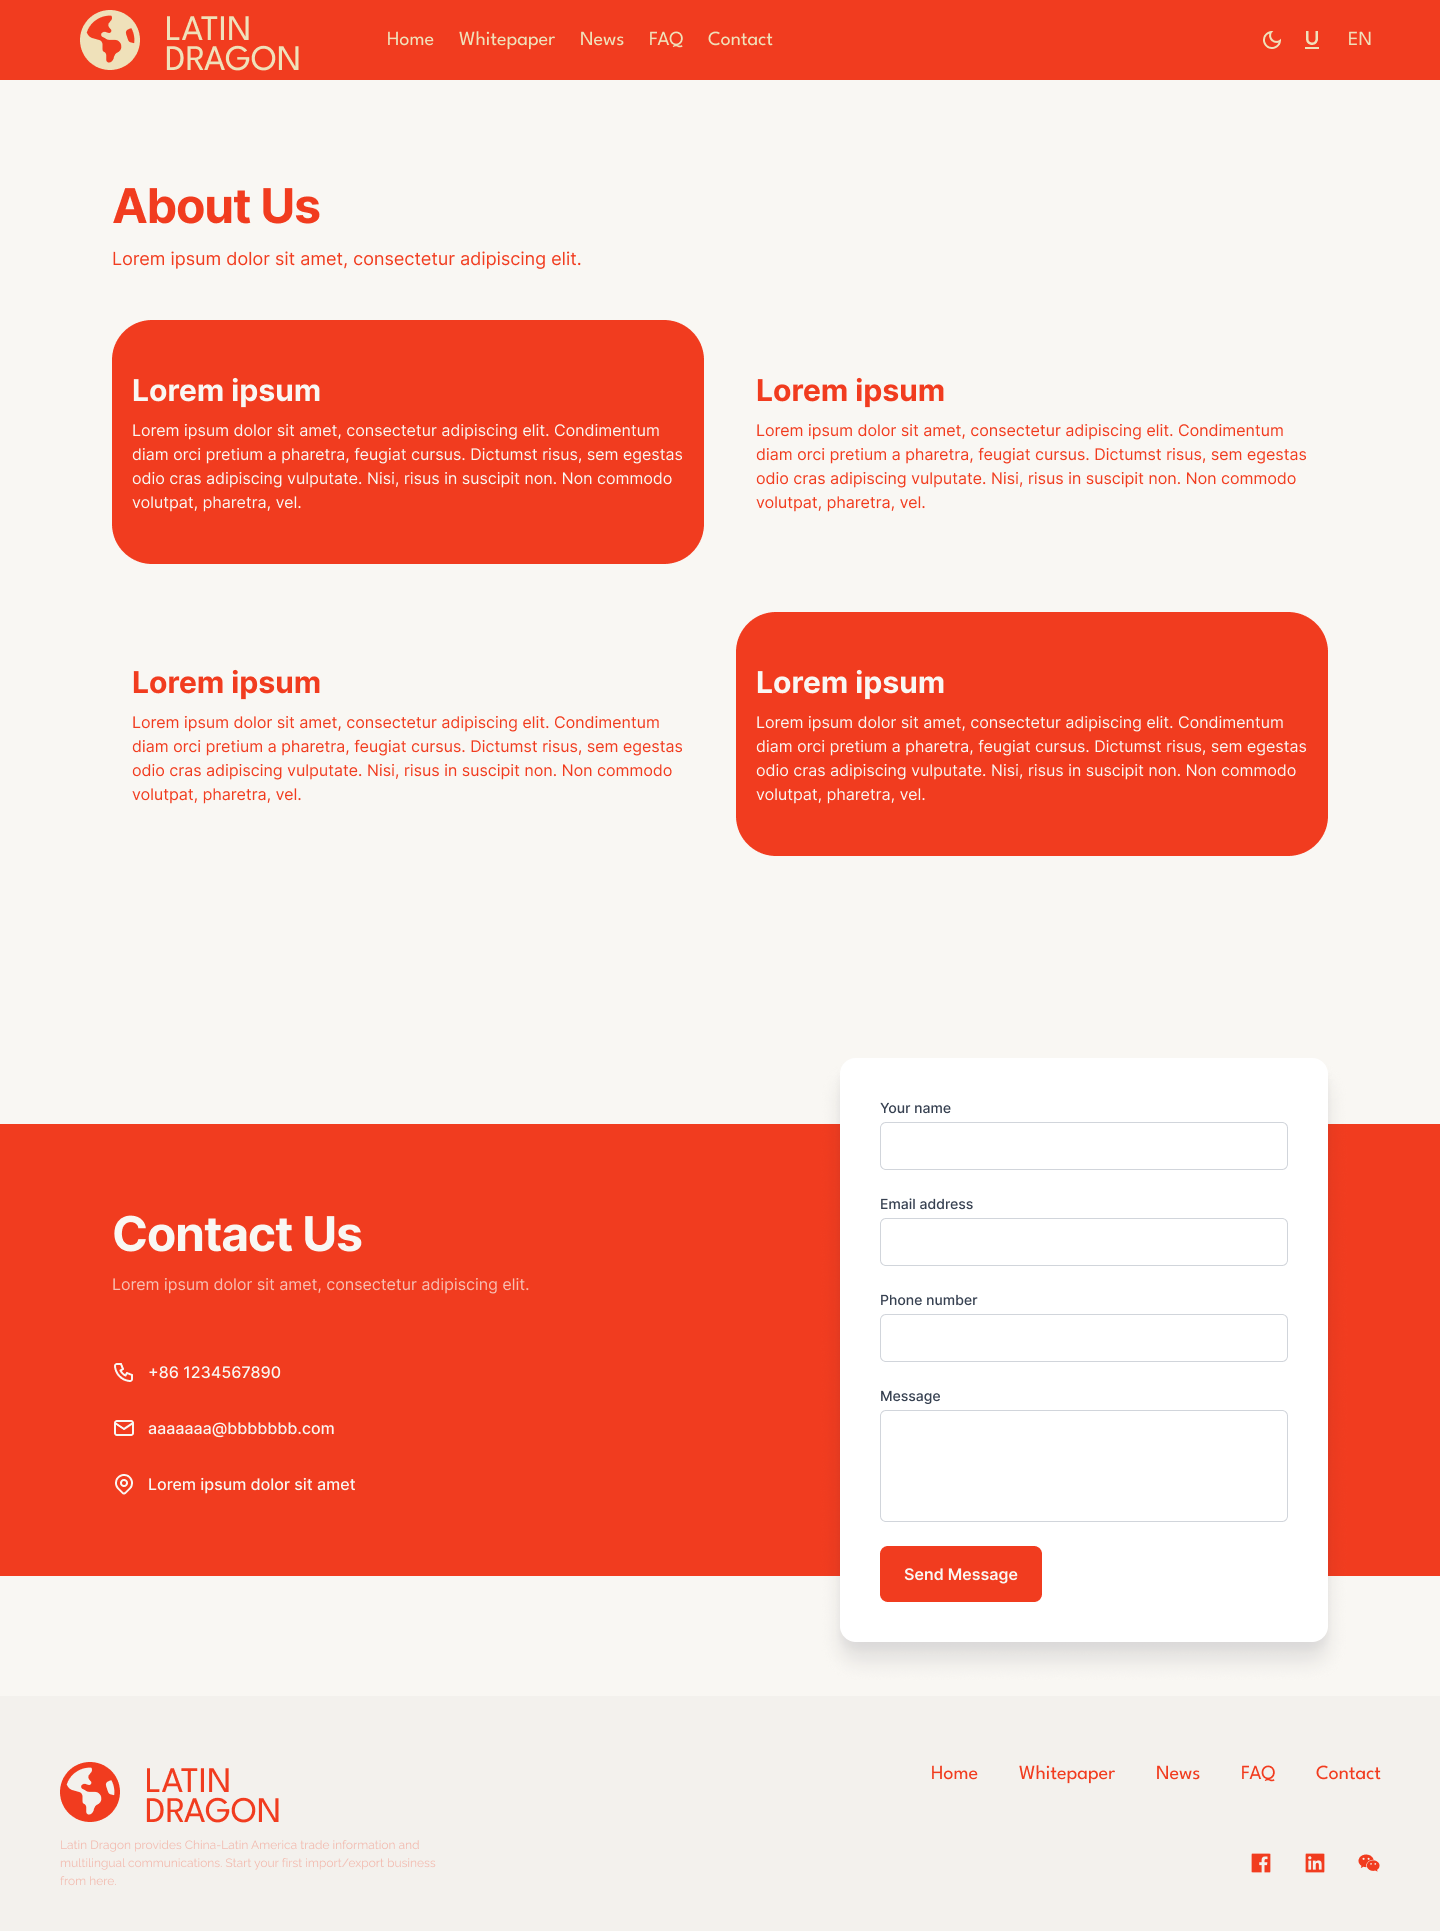 LATIN
DRAGON
Home Whitepaper News FAQ Contact
U EN
About Us
Lorem ipsum dolor sit amet, consectetur adipiscing elit.
Lorem ipsum
Lorem ipsum dolor sit amet, consectetur adipiscing elit. Condimentum
diam orci pretium a pharetra, feugiat cursus. Dictumst risus, sem egestas
odio cras adipiscing vulputate. Nisi, risus in suscipit non. Non commodo
volutpat, pharetra, vel.
Lorem ipsum
Lorem ipsum dolor sit amet, consectetur adipiscing elit. Condimentum
diam orci pretium a pharetra, feugiat cursus. Dictumst risus, sem egestas
odio cras adipiscing vulputate. Nisi, risus in suscipit non. Non commodo
volutpat, pharetra, vel.
Lorem ipsum
Lorem ipsum dolor sit amet, consectetur adipiscing elit. Condimentum
diam orci pretium a pharetra, feugiat cursus. Dictumst risus, sem egestas
odio cras adipiscing vulputate. Nisi, risus in suscipit non. Non commodo
volutpat, pharetra, vel.
Lorem ipsum
Lorem ipsum dolor sit amet, consectetur adipiscing elit. Condimentum
diam orci pretium a pharetra, feugiat cursus. Dictumst risus, sem egestas
odio cras adipiscing vulputate. Nisi, risus in suscipit non. Non commodo
volutpat, pharetra, vel.
Contact Us
Lorem ipsum dolor sit amet, consectetur adipiscing elit.
+86 1234567890
aaaaaaa@bbbbbbb.com
Lorem ipsum dolor sit amet
Your name
Email address
Phone number
Message
Send Message
LATIN
DRAGON
Latin Dragon provides China-Latin America trade information and
multilingual communications. Start your first import/export business
from here.
Home Whitepaper News FAQ Contact